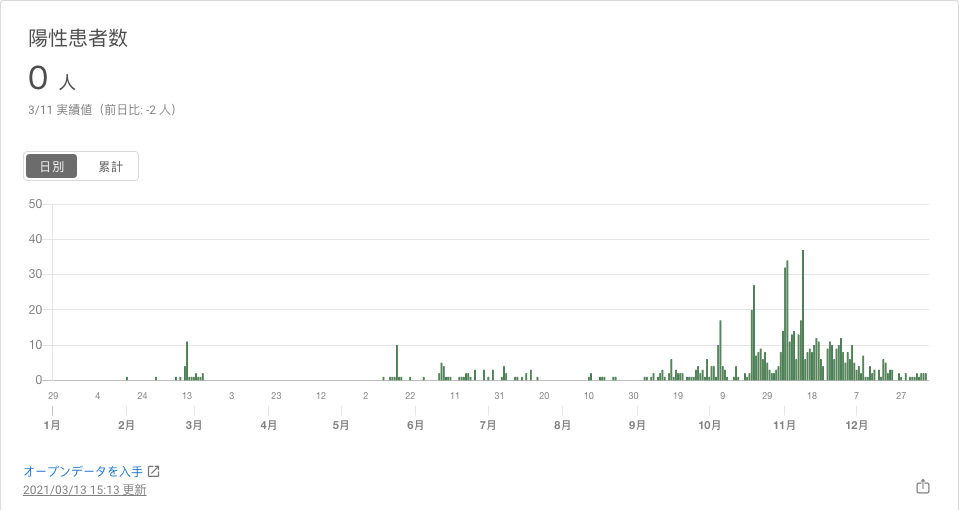 陽性患者数
0 人
3/11 実績値（前日比: -2 人）
日別 累計
50
40
30
20
10
0
29 4 24 13 3 23 12 2 22 11 31 20 10 30 19 9 29 18 7 27
1月 2月 3月 4月 5月 6月 7月 8月 9月 10月 11月 12月
オープンデータを入手
2021/03/13 15:13 更新